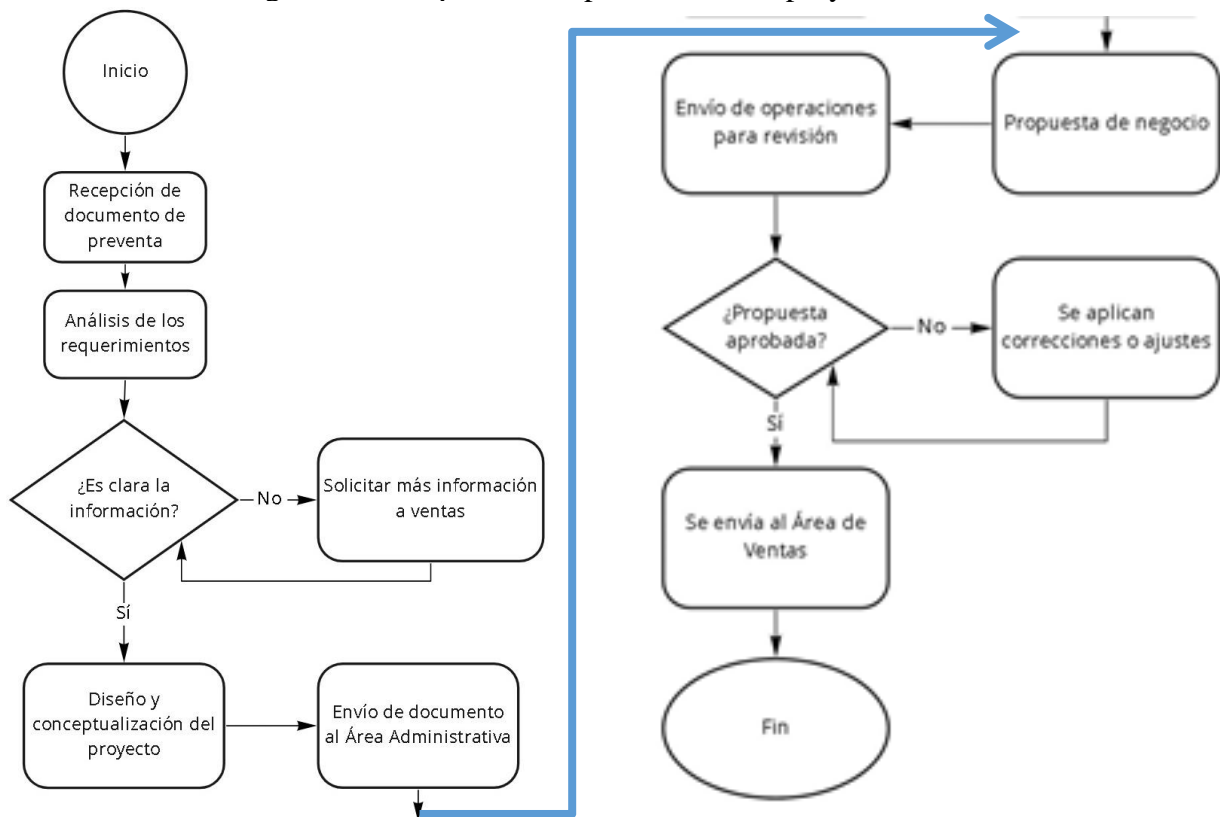 Inicio
Recepción de
documento de
preventa
Análisis de los
requerimientos
¿Es clara la
información?
No
Solicitar más información
a ventas
Sí
Diseño y
conceptualización del
proyecto
Envío de documento
al Área Administrativa
Propuesta de negocio
Envío de operaciones
para revisión
¿Propuesta
aprobada?
No
Se aplican
correcciones o ajustes
Sí
Se envía al Área de
Ventas
Fin